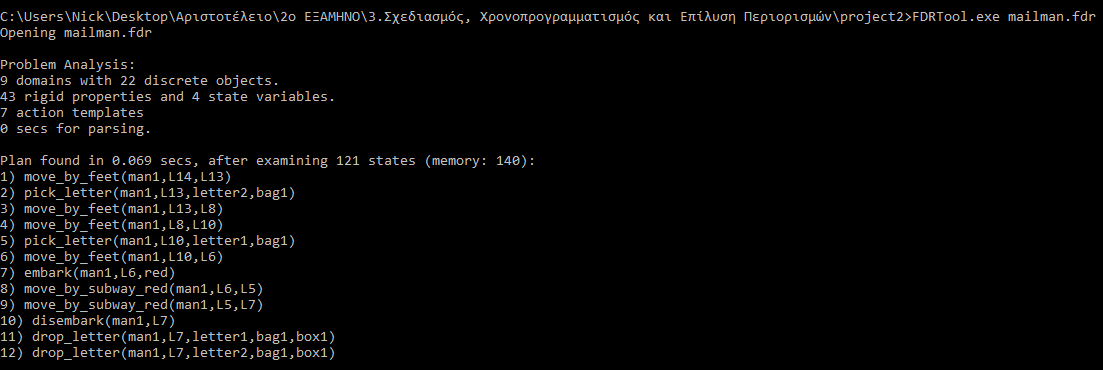 C:\Users\Nick\Desktop\Αριστοτέλειο\2ο ΕΞΑΜΗΝΟ\3.Σχεδιασμός, Χρονοπρογραμματισμός και Επίλυση Περιορισμών\project2>FDRTool.exe mailman.fdr
Opening mailman.fdr
Problem Analysis:
9 domains with 22 discrete objects.
43 rigid properties and 4 state variables.
7 action templates
0 secs for parsing.
Plan found in 0.069 secs, after examining 121 states (memory: 140):
1) move_by_feet(man1,L14,L13)
2) pick_letter(man1,L13,letter2,bag1)
3) move_by_feet(man1,L13,L8)
4) move_by_feet(man1,L8,L10)
5) pick_letter(man1,L10,letter1,bag1)
6) move_by_feet(man1,L10,L6)
7) embark(man1,L6,red)
8) move_by_subway_red(man1,L6,L5)
9) move_by_subway_red(man1,L5,L7)
10) disembark(man1,L7)
11) drop_letter(man1,L7,letter1,bag1,box1)
12) drop_letter(man1,L7,letter2,bag1,box1)